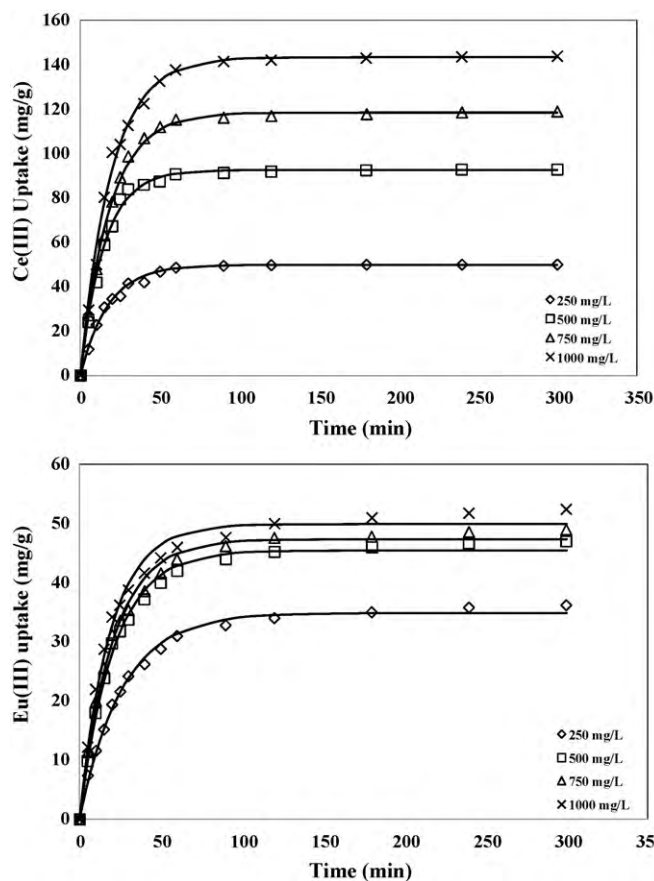 160
140
120
100
80
60
40
20
0
Ce(III) Uptake (mg/g)
250 mg/L
500 mg/L
750 mg/L
1000 mg/L
0 50 100 150 200 250 300 350
Time (min)
60
50
40
30
20
10
0
Eu(III) uptake (mg/g)
250 mg/L
500 mg/L
750 mg/L
1000 mg/L
0 50 100 150 200 250 300 35
Time (min)